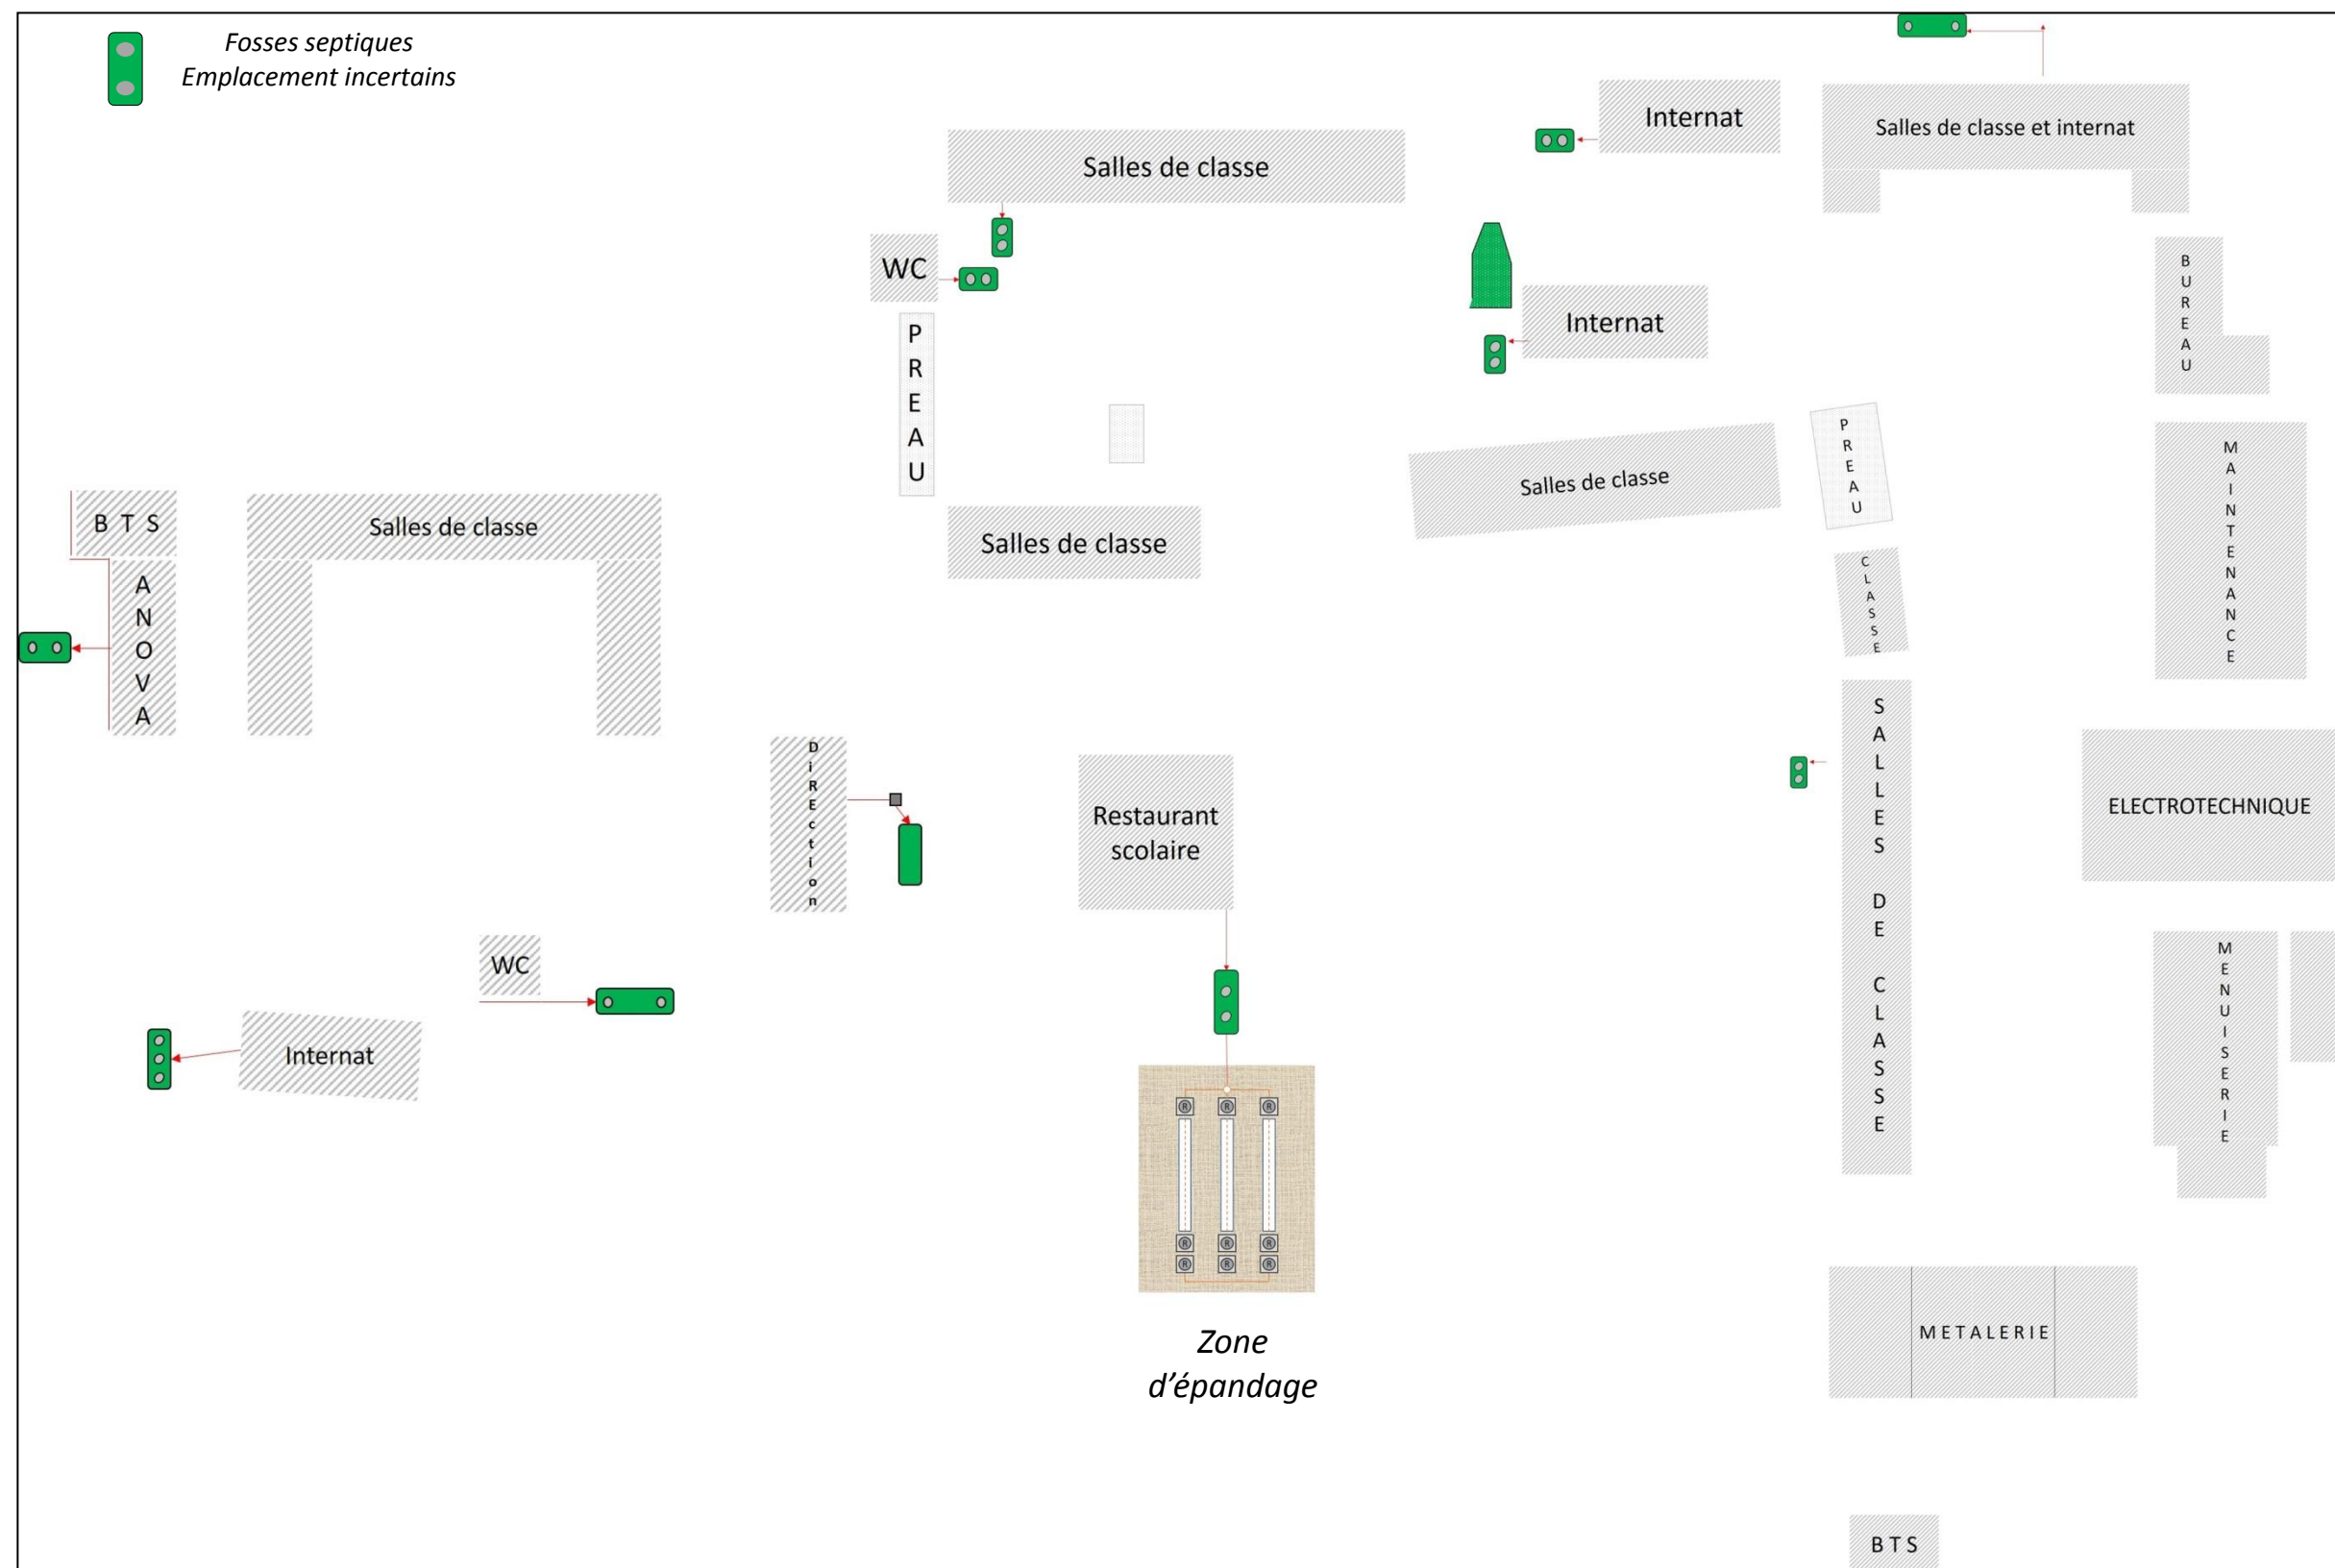 Fosses septiques
Emplacement incertains
Internat
Salles de classe et internat
Salles de classe
WC
PREAU
Internat
BUREAU
Salles de classe
PREAU
MAINTENANCE
B T S
Salles de classe
Salles de classe
CLASSE
ANOVA
SALLES DE CLASSE
DiREction
Restaurant
scolaire
ELECTROTECHNIQUE
WC
MENUISERIE
Internat
R R R
R R R
R R R
METALERIE
Zone
d’épandage
BTS